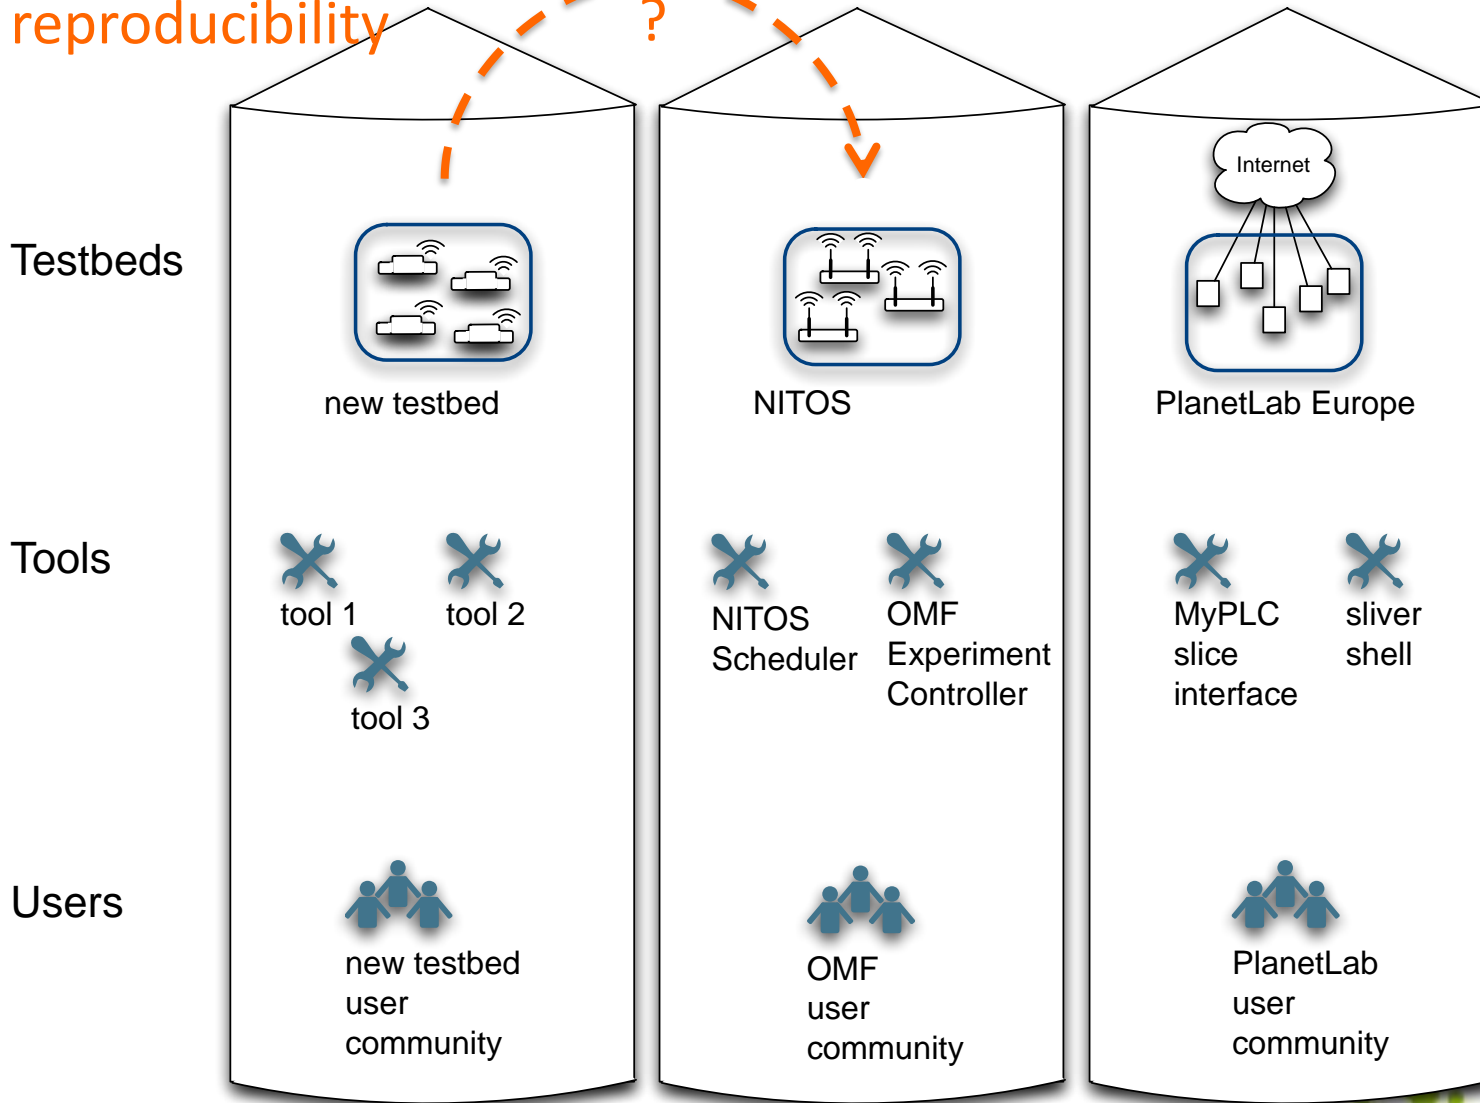 reproducibility
?
Internet
Testbeds
new testbed
NITOS
PlanetLab Europe
Tools
tool 1
tool 2
tool 3
NITOS
Scheduler
OMF
Experiment
Controller
MyPLC
slice
interface
sliver
shell
Users
new testbed
user
community
OMF
user
community
PlanetLab
user
community